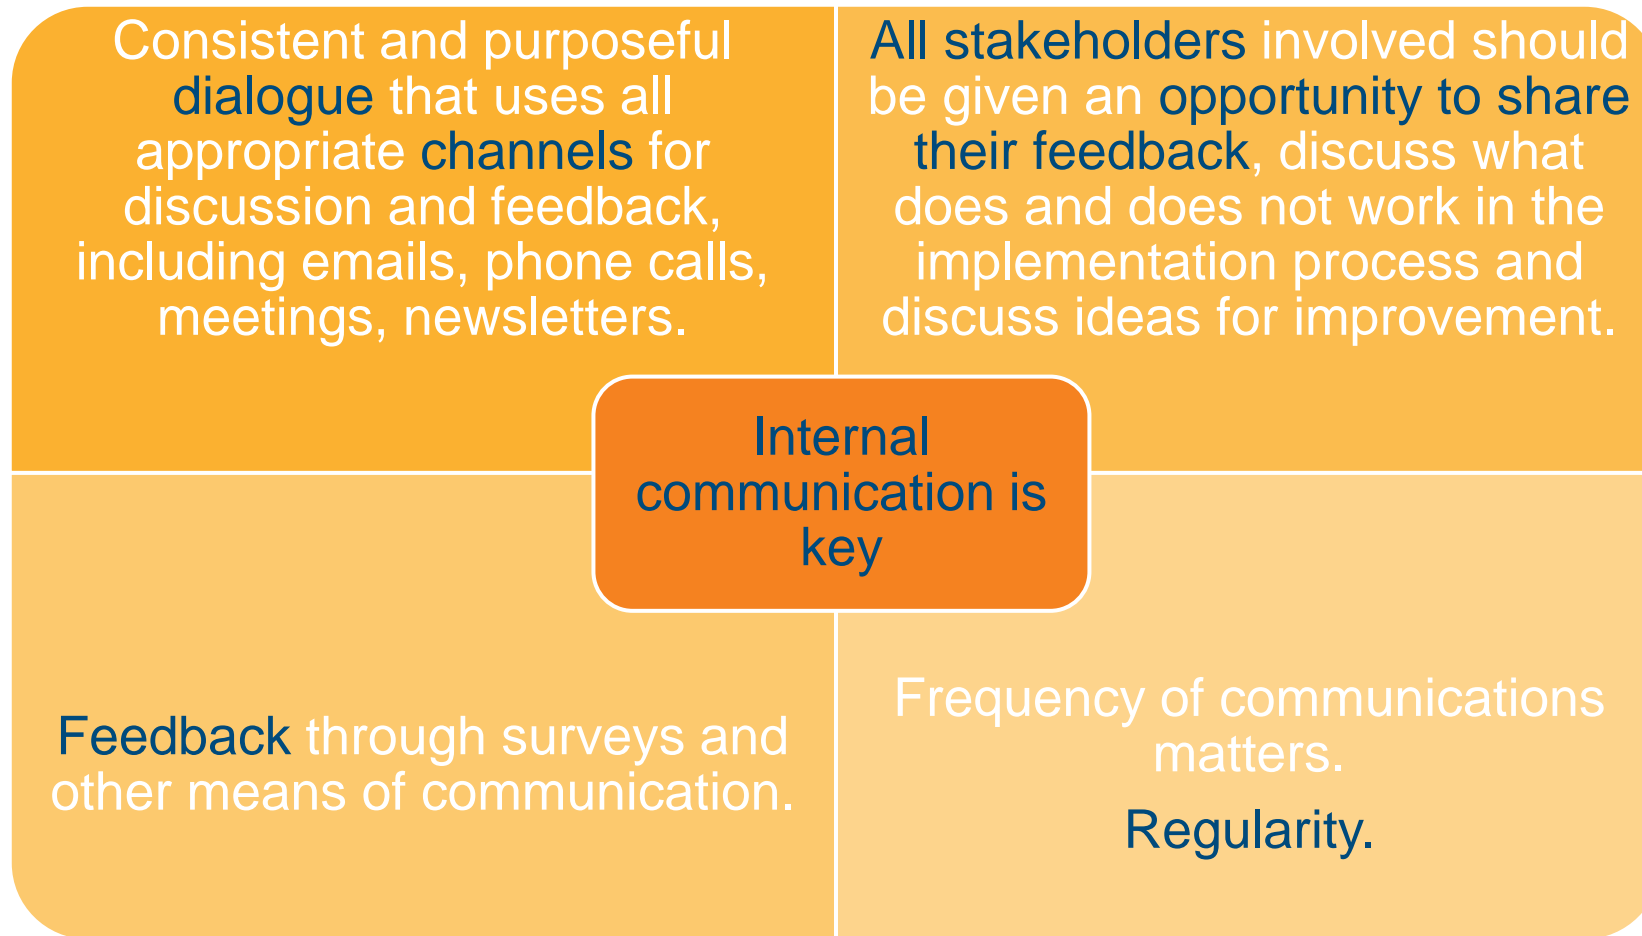 Consistent and purposeful
dialogue that uses all
appropriate channels for
discussion and feedback,
including emails, phone calls,
meetings, newsletters.
All stakeholders involved should
be given an opportunity to share
their feedback, discuss what
does and does not work in the
implementation process and
discuss ideas for improvement.
Internal
communication is
key
Feedback through surveys and
other means of communication.
Frequency of communications
matters.
Regularity.